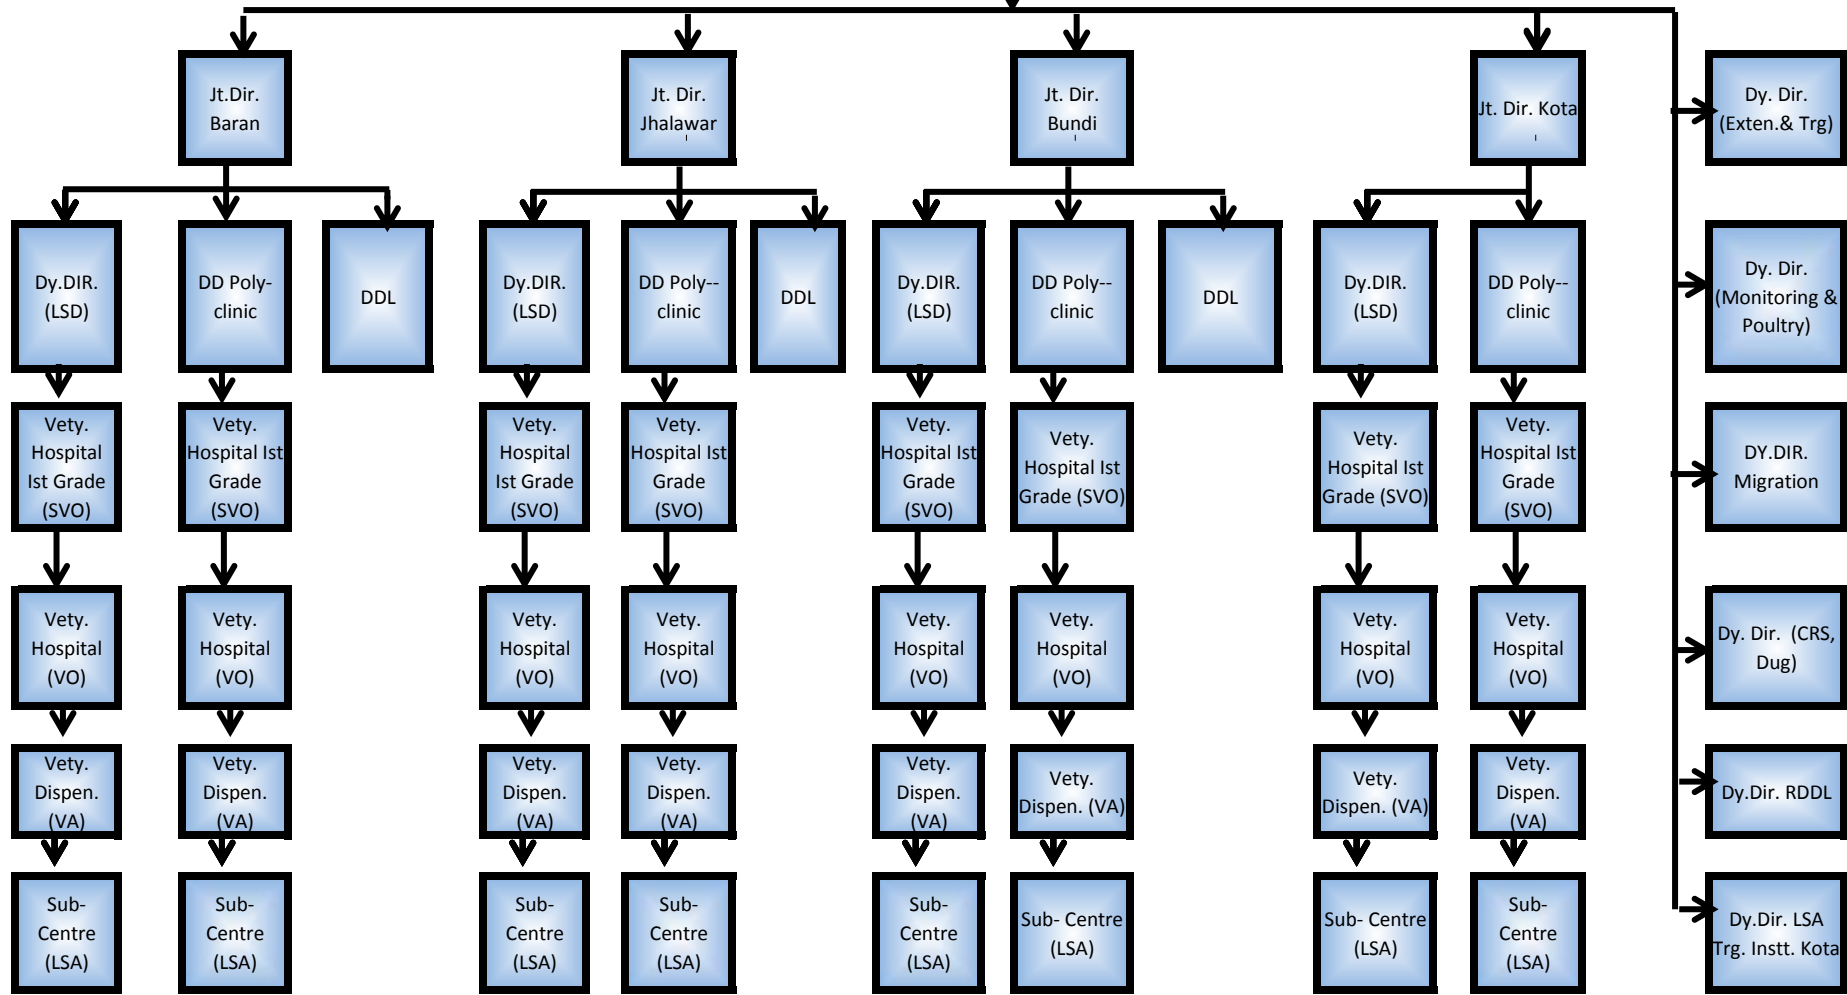 Jt.Dir.
Baran
Jt. Dir.
Jhalawar
Jt. Dir.
Bundi
Jt. Dir. Kota
Dy. Dir.
(Exten.& Trg)
Dy.DIR.
(LSD)
DD Poly-
clinic
DDL
Dy.DIR.
(LSD)
DD Poly--
clinic
DDL
Dy.DIR.
(LSD)
DD Poly--
clinic
DDL
Dy.DIR.
(LSD)
DD Poly--
clinic
Dy. Dir.
(Monitoring &
Poultry)
Vety.
Hospital
Ist Grade
(SVO)
Vety.
Hospital Ist
Grade
(SVO)
Vety.
Hospital
Ist Grade
(SVO)
Vety.
Hospital Ist
Grade
(SVO)
Vety.
Hospital Ist
Grade
(SVO)
Vety.
Hospital Ist
Grade (SVO)
Vety.
Hospital Ist
Grade (SVO)
Vety.
Hospital Ist
Grade
(SVO)
DY.DIR.
Migration
Vety.
Hospital
(VO)
Vety.
Hospital
(VO)
Vety.
Hospital
(VO)
Vety.
Hospital
(VO)
Vety.
Hospital
(VO)
Vety.
Hospital
(VO)
Vety.
Hospital
(VO)
Vety.
Hospital
(VO)
Dy. Dir. (CRS,
Dug)
Vety.
Dispen.
(VA)
Vety.
Dispen.
(VA)
Vety.
Dispen.
(VA)
Vety.
Dispen.
(VA)
Vety.
Dispen.
(VA)
Vety.
Dispen. (VA)
Vety.
Dispen. (VA)
Vety.
Dispen.
(VA)
Dy.Dir. RDDL
Sub-
Centre
(LSA)
Sub-
Centre
(LSA)
Sub-
Centre
(LSA)
Sub-
Centre
(LSA)
Sub-
Centre
(LSA)
Sub- Centre
(LSA)
Sub- Centre
(LSA)
Sub-
Centre
(LSA)
Dy.Dir. LSA
Trg. Instt. Kota